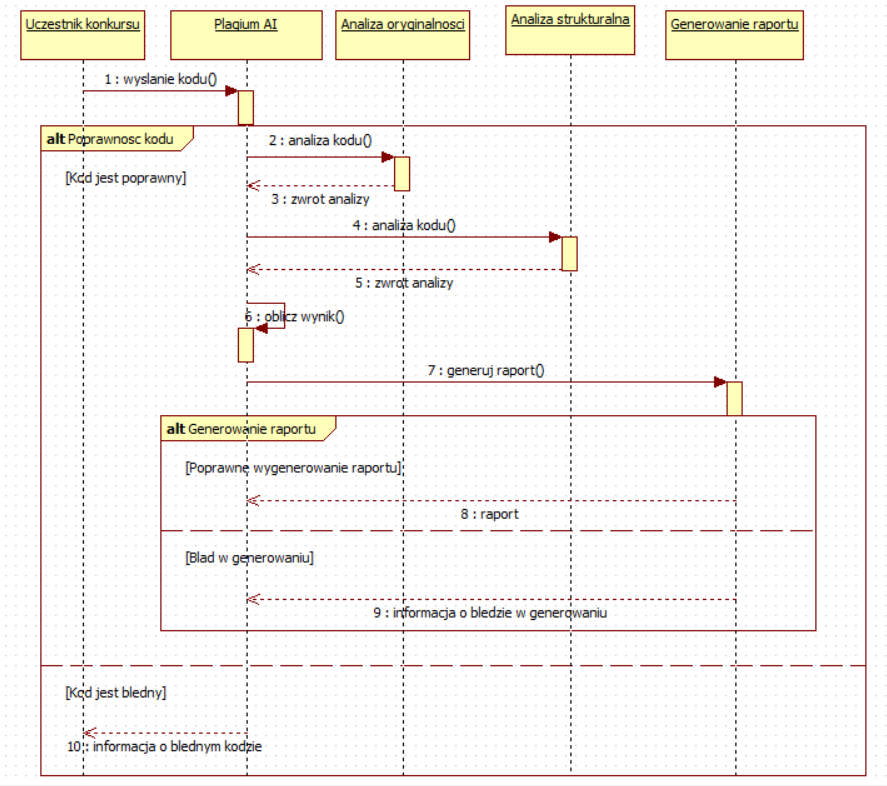 Uczestnik konkursu
Plagium AI
Analiza oryginalnosci
Analiza strukturalna
Generowanie raportu
1 : wyslanie kodu()
alt Poprawnosc kodu
2 : analiza kodu()
[Kod jest poprawny]
3 : zwrot analizy
4 : analiza kodu()
5 : zwrot analizy
6 : oblicz wynik()
7 : generuj raport()
alt Generowanie raportu
[Poprawne wygenerowanie raportu]
8 : raport
[Blad w generowaniu]
9 : informacja o bledzie w generowaniu
[Kod jest bledny]
10 : informacja o blednym kodzie